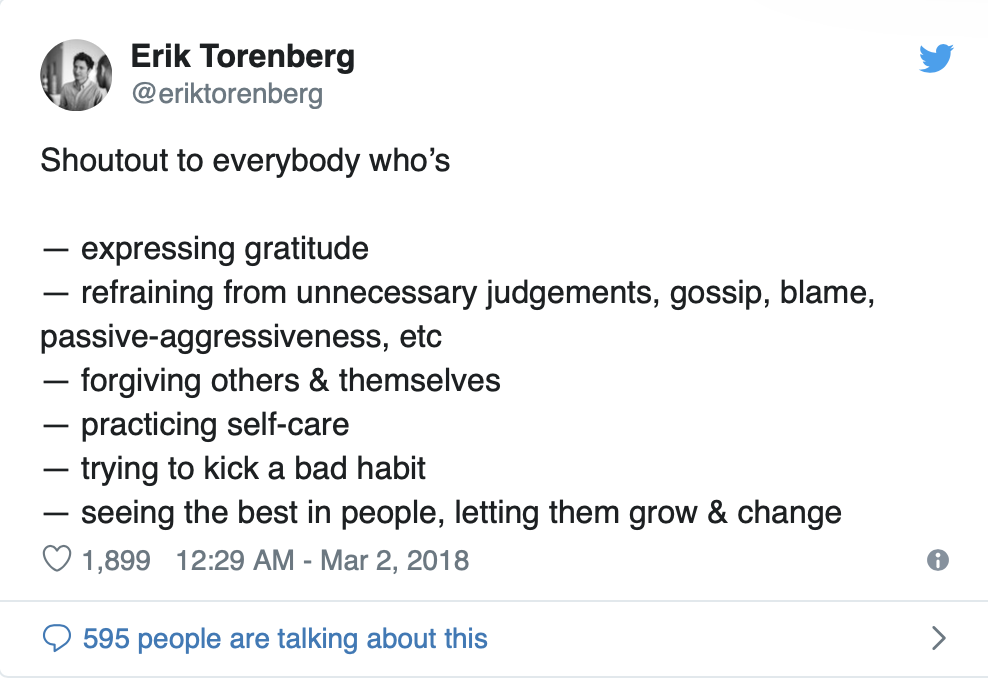 Erik Torenberg
@eriktorenberg
Shoutout to everybody who’s
— expressing gratitude
— refraining from unnecessary judgements, gossip, blame,
passive-aggressiveness, etc
— forgiving others & themselves
— practicing self-care
— trying to kick a bad habit
— seeing the best in people, letting them grow & change
1,899 12:29 AM - Mar 2, 2018
595 people are talking about this